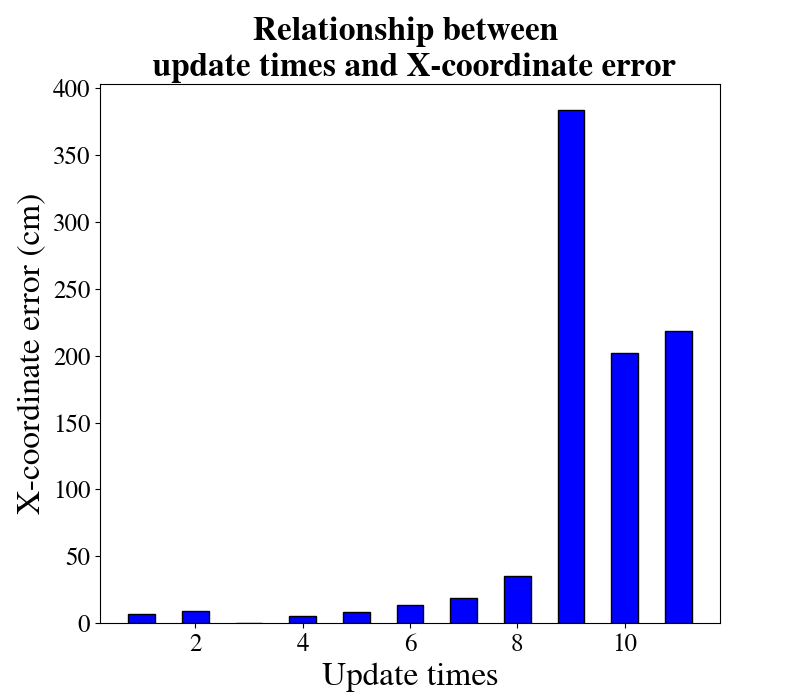 Relationship between
update times and X-coordinate error
400
350
300
250
200
150
100
50
0
X-coordinate error (cm)
2 4 6 8 10
Update times